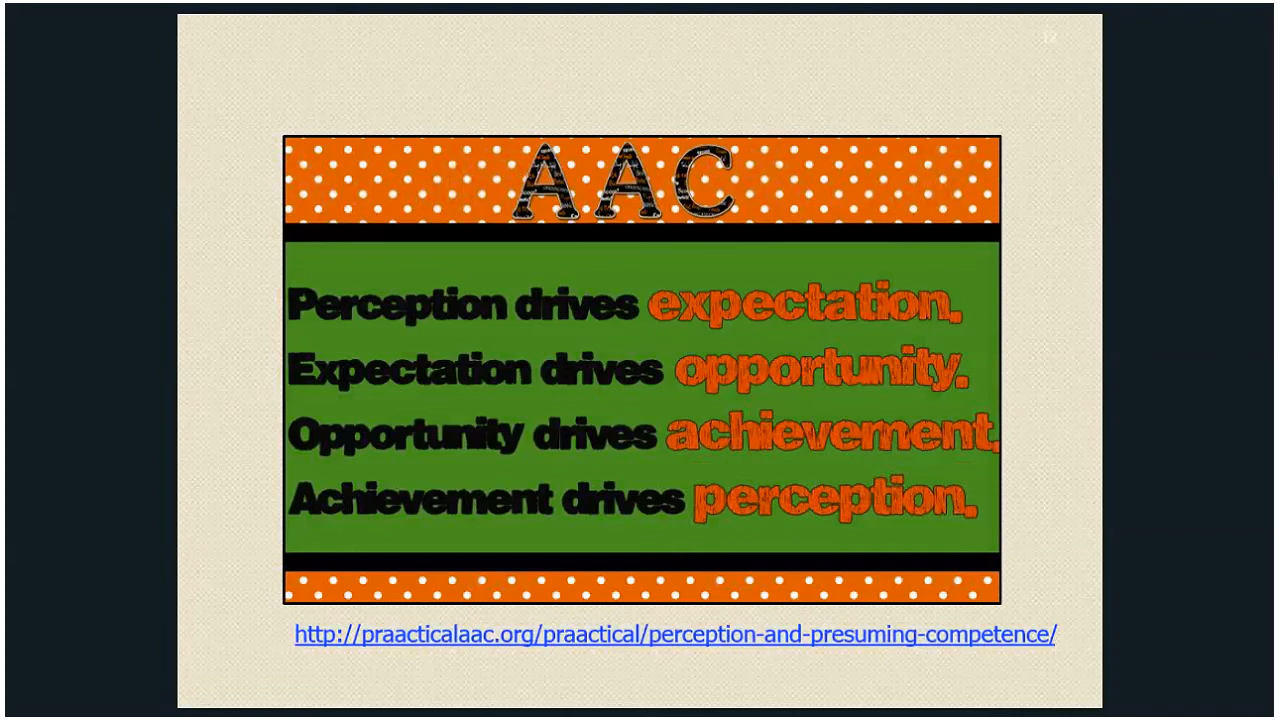 12
AAC
Perception drives expectation.
Expectation drives opportunity.
Opportunity drives achievement.
Achievement drives perception.
http://praacticalaac.org/praactical/perception-and-presuming-competence/